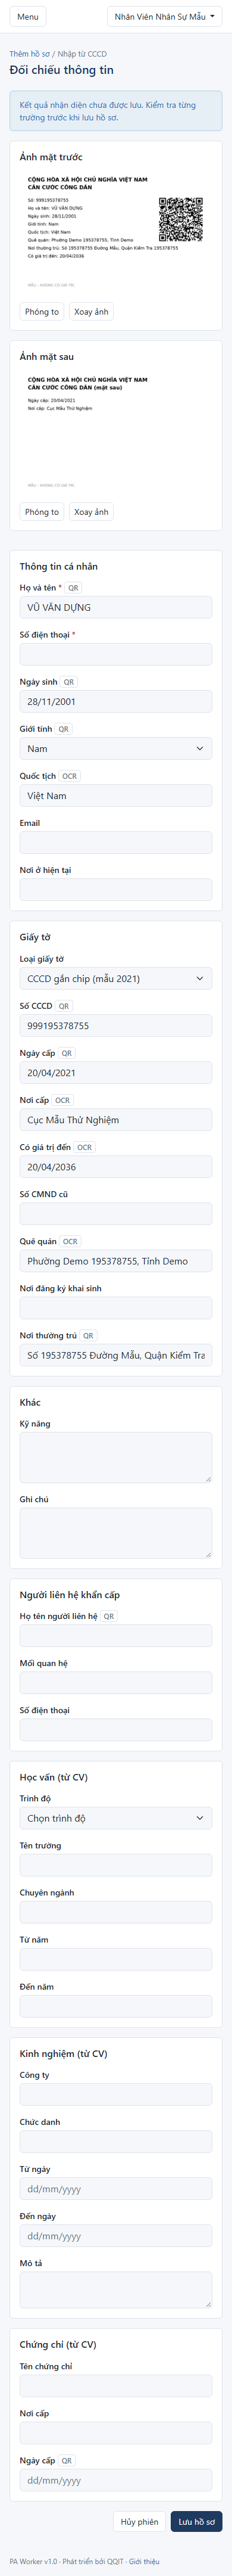 Menu
Nhân Viên Nhân Sự Mẫu
Thêm hồ sơ / Nhập từ CCCD
Đối chiếu thông tin
Kết quả nhận diện chưa được lưu. Kiểm tra từng
trường trước khi lưu hồ sơ.
Ảnh mặt trước
CỘNG HÒA XÃ HỘI CHỦ NGHĨA VIỆT NAM
CĂN CƯỚC CÔNG DÂN
Số: 999195378755
Họ và tên: VŨ VĂN DỰNG
Ngày sinh: 28/11/2001
Giới tính: Nam
Quốc tịch: Việt Nam
Quê quán: Phường Demo 195378755, Tỉnh Demo
Nơi thường trú: Số 195378755 Đường Mẫu, Quận Kiểm Tra 195378755
Có giá trị đến: 20/04/2036
MẪU - KHÔNG CÓ GIÁ TRỊ
Phóng to
Xoay ảnh
Ảnh mặt sau
CỘNG HÒA XÃ HỘI CHỦ NGHĨA VIỆT NAM
CĂN CƯỚC CÔNG DÂN (mặt sau)
Ngày cấp: 20/04/2021
Nơi cấp: Cục Mẫu Thử Nghiệm
MẪU - KHÔNG CÓ GIÁ TRỊ
Phóng to
Xoay ảnh
Thông tin cá nhân
Họ và tên * QR
VŨ VĂN DỰNG
Số điện thoại *
Ngày sinh QR
28/11/2001
Giới tính QR
Nam
Quốc tịch OCR
Việt Nam
Email
Nơi ở hiện tại
Giấy tờ
Loại giấy tờ
CCCD gắn chip (mẫu 2021)
Số CCCD QR
999195378755
Ngày cấp QR
20/04/2021
Nơi cấp OCR
Cục Mẫu Thử Nghiệm
Có giá trị đến OCR
20/04/2036
Số CMND cũ
Quê quán OCR
Phường Demo 195378755, Tỉnh Demo
Nơi đăng ký khai sinh
Nơi thường trú QR
Số 195378755 Đường Mẫu, Quận Kiểm Tra
Khác
Kỹ năng
Ghi chú
Người liên hệ khẩn cấp
Họ tên người liên hệ QR
Mối quan hệ
Số điện thoại
Học vấn (từ CV)
Trình độ
Chọn trình độ
Tên trường
Chuyên ngành
Từ năm
Đến năm
Kinh nghiệm (từ CV)
Công ty
Chức danh
Từ ngày
dd/mm/yyyy
Đến ngày
dd/mm/yyyy
Mô tả
Chứng chỉ (từ CV)
Tên chứng chỉ
Nơi cấp
Ngày cấp QR
dd/mm/yyyy
Hủy phiên
Lưu hồ sơ
PA Worker v1.0 · Phát triển bởi QQIT · Giới thiệu